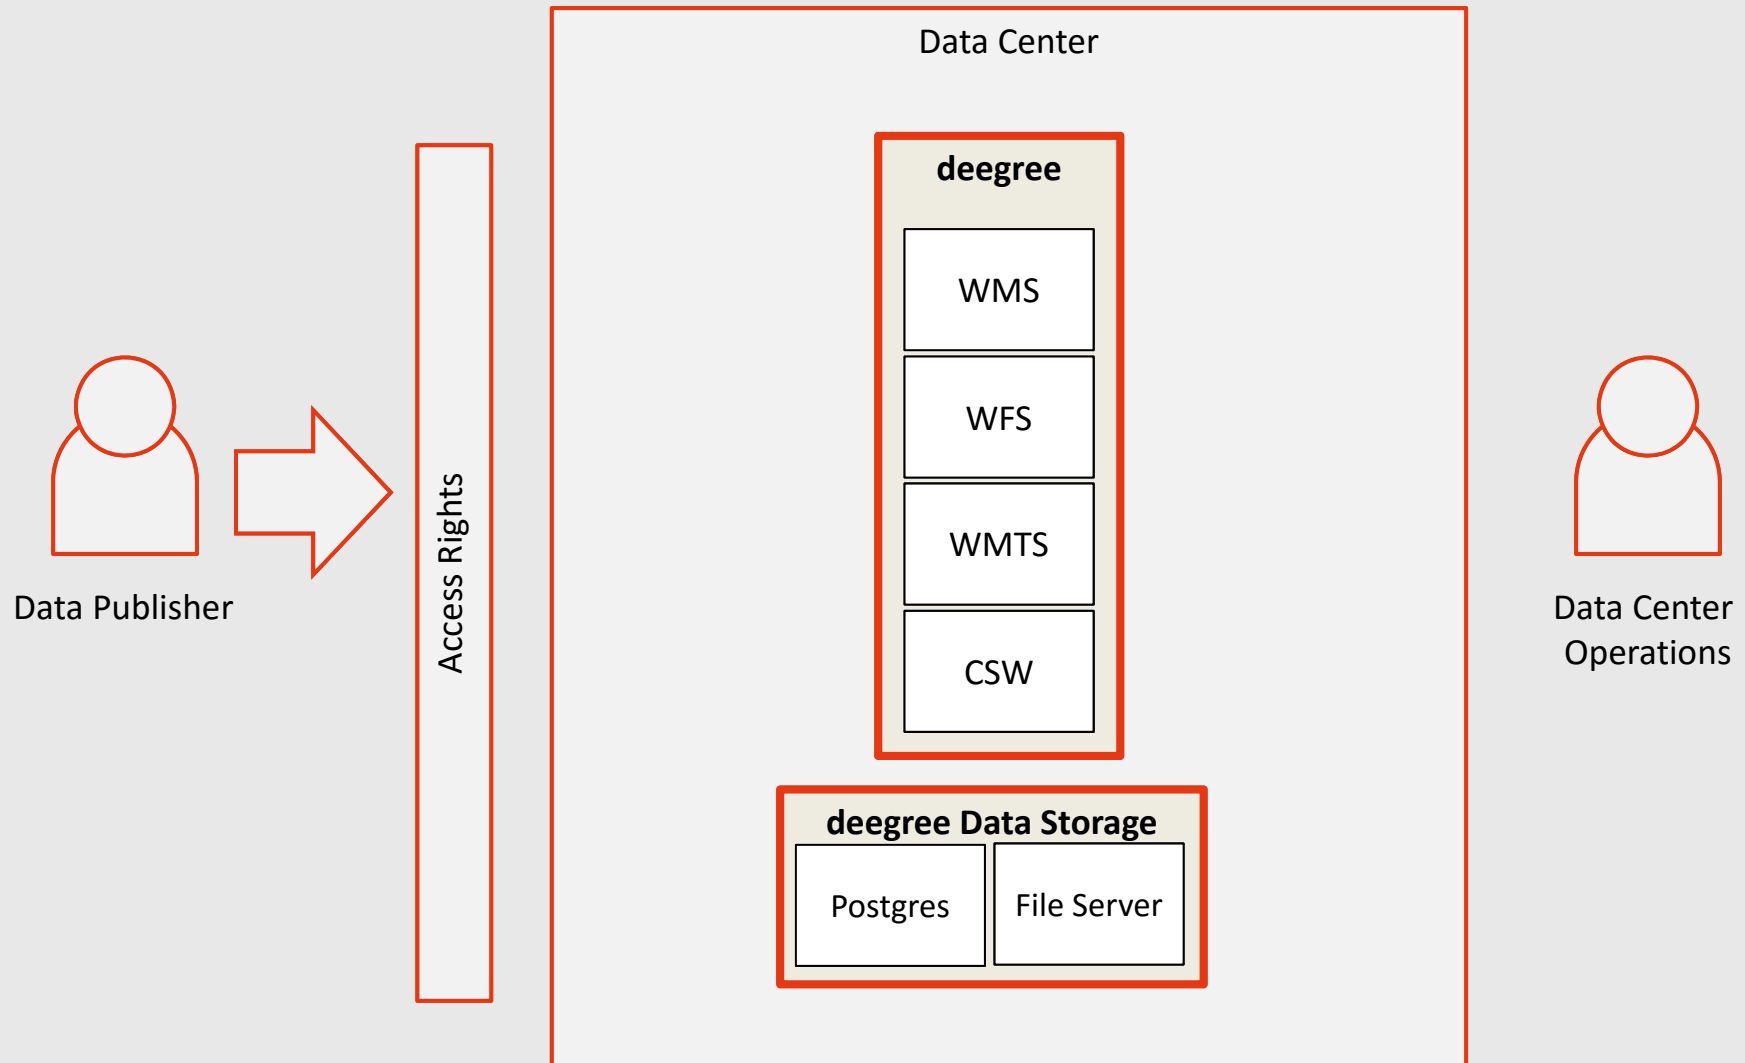 Data Center
deegree
WMS
WFS
WMTS
CSW
Access Rights
Data Publisher
Data Center
Operations
deegree Data Storage
Postgres
File Server